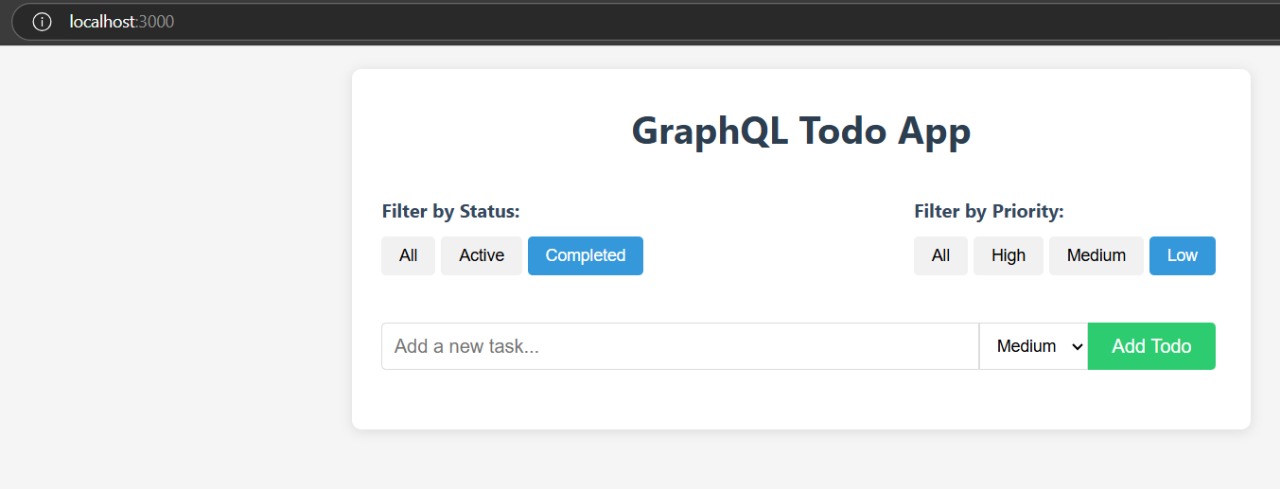 localhost:3000
GraphQL Todo App
Filter by Status:
All Active Completed
Filter by Priority:
All High Medium Low
Add a new task... Medium Add Todo